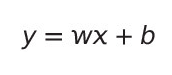 y = wx + b